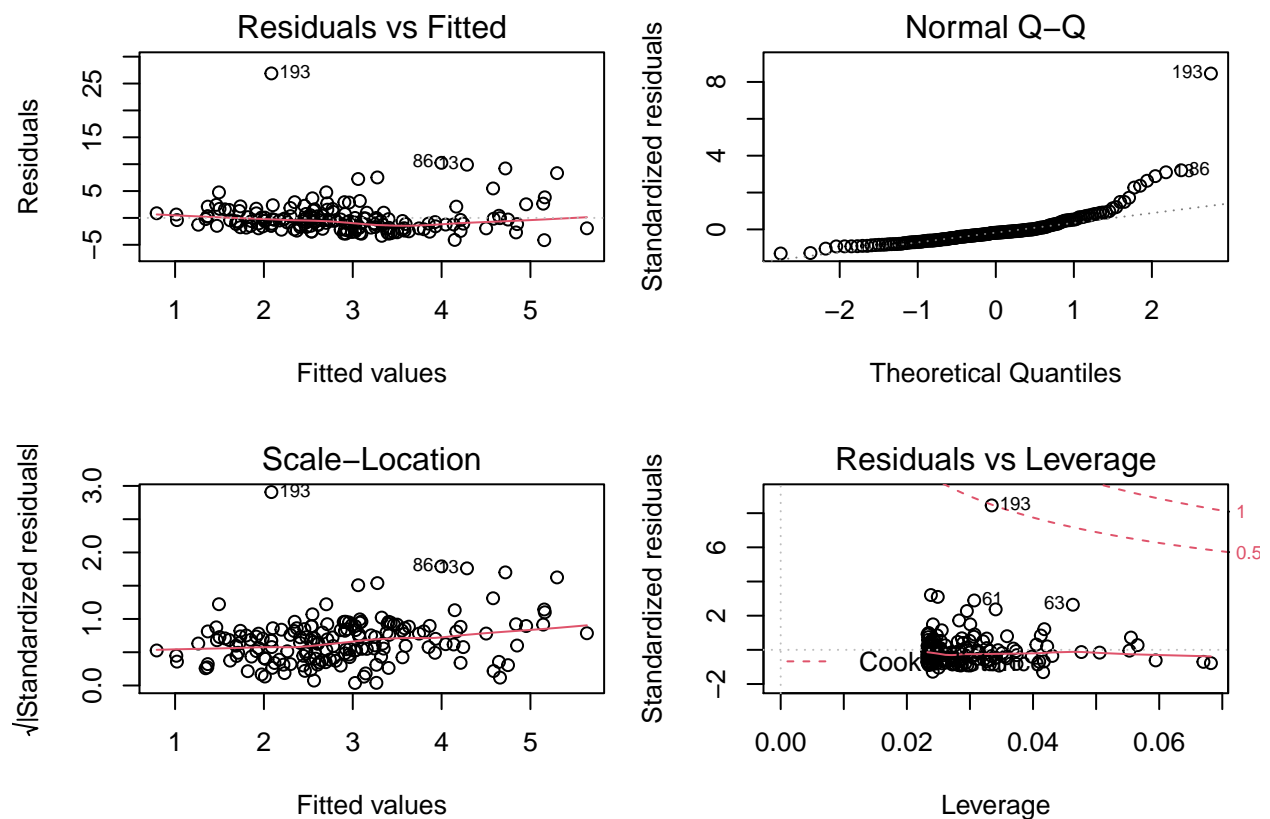 Residuals vs Fitted
Residuals
25
15
5
−5
193
86
13
1 2 3 4 5
Fitted values
Normal Q−Q
Standardized residuals
8
4
0
193
86
−2 −1 0 1 2
Theoretical Quantiles
Scale−Location
√|Standardized residuals|
3.0
2.0
1.0
0.0
193
86
13
1 2 3 4 5
Fitted values
Residuals vs Leverage
Standardized residuals
6
2
−2
193
61
63
1
0.5
Cook
0.00 0.02 0.04 0.06
Leverage